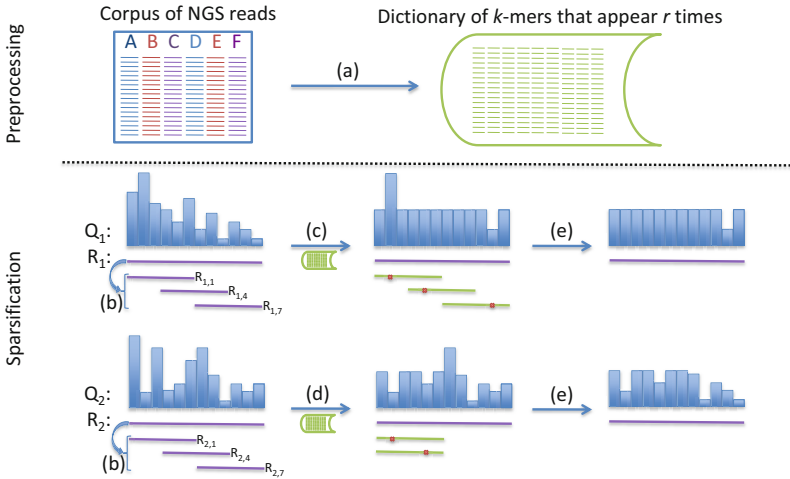 Corpus of NGS reads
Dictionary of k-mers that appear r times
Preprocessing
A B C D E F
(a)
Sparsification
Q1:
(c)
(e)
R1:
(b)
R1,1
R1,4
R1,7
Q2:
(d)
(e)
R2:
(b)
R2,1
R2,4
R2,7